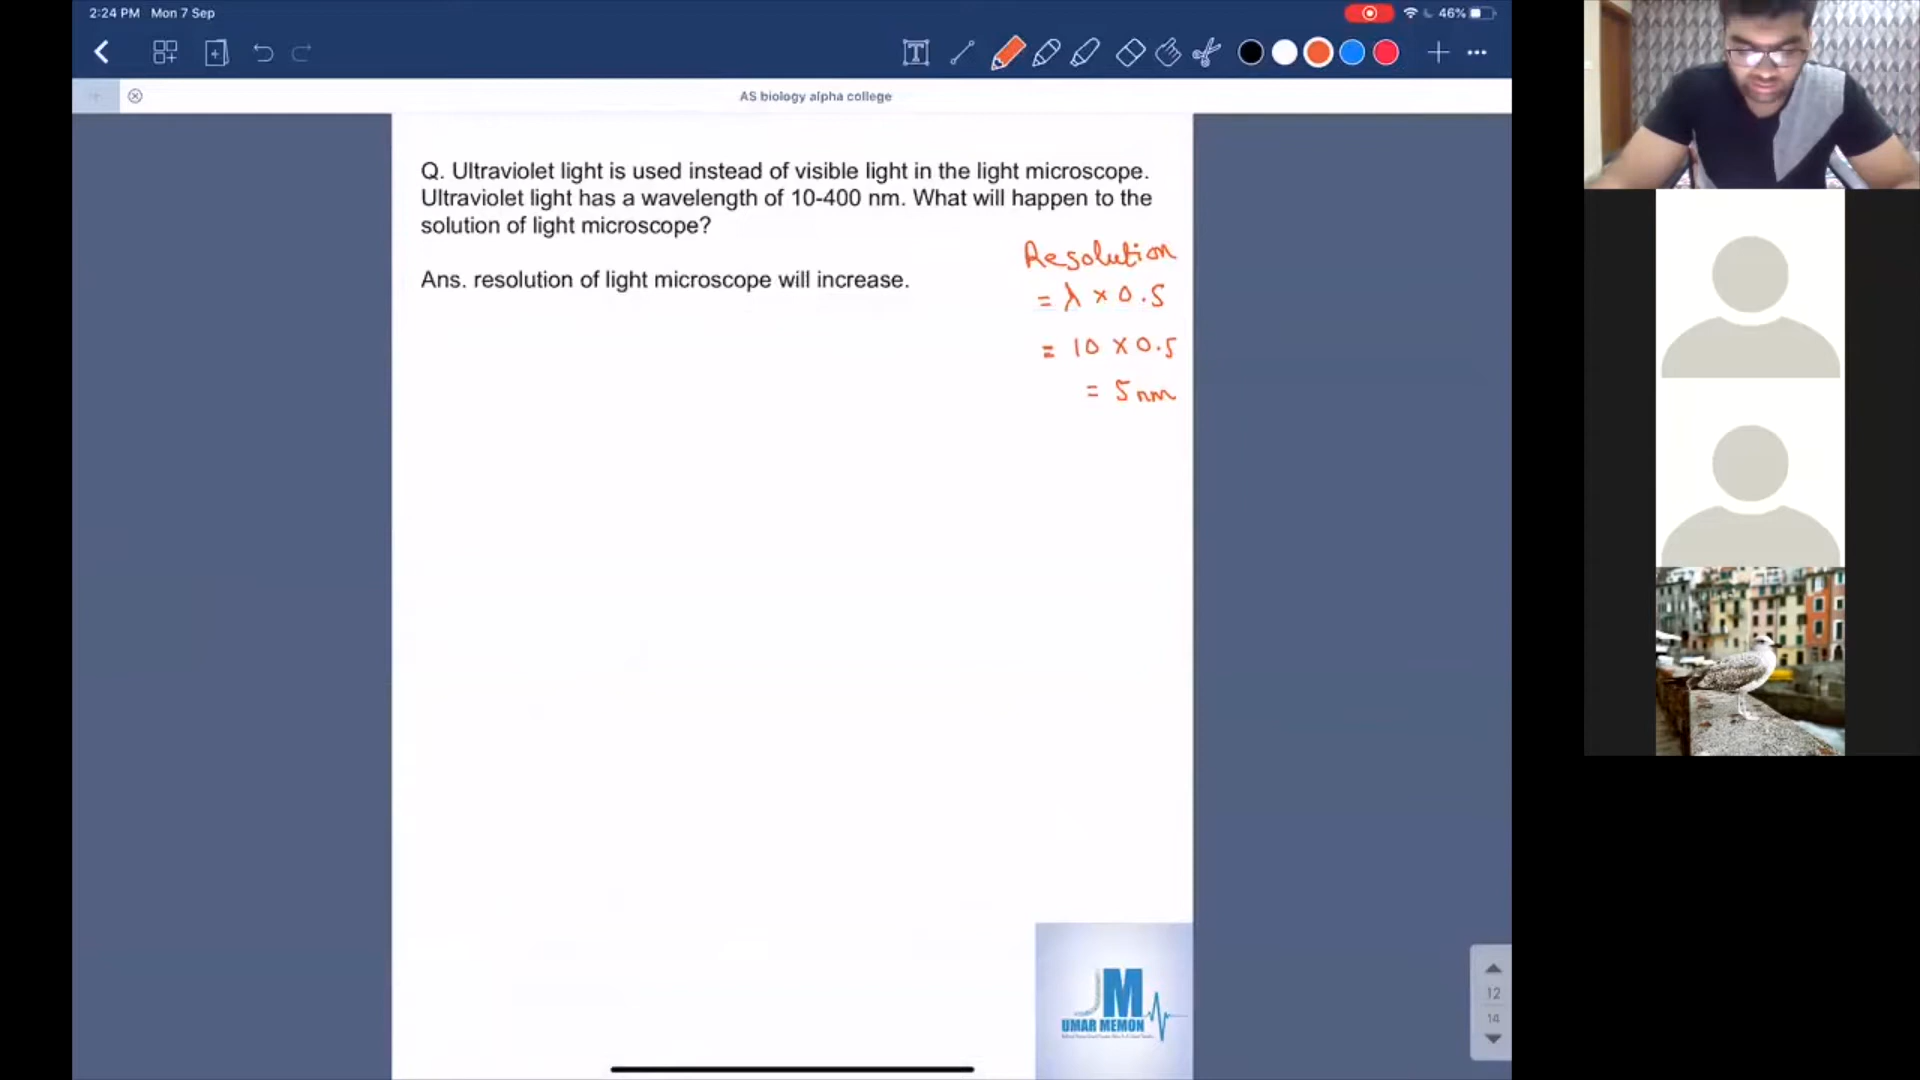 2:24 PM Mon 7 Sep
46%
AS biology alpha college
Q. Ultraviolet light is used instead of visible light in the light microscope.
Ultraviolet light has a wavelength of 10-400 nm. What will happen to the
solution of light microscope?
Ans. resolution of light microscope will increase.
Resolution
= λ × 0.5
= 10 × 0.5
= 5 nm
12
14
JM
UMAR MEMON